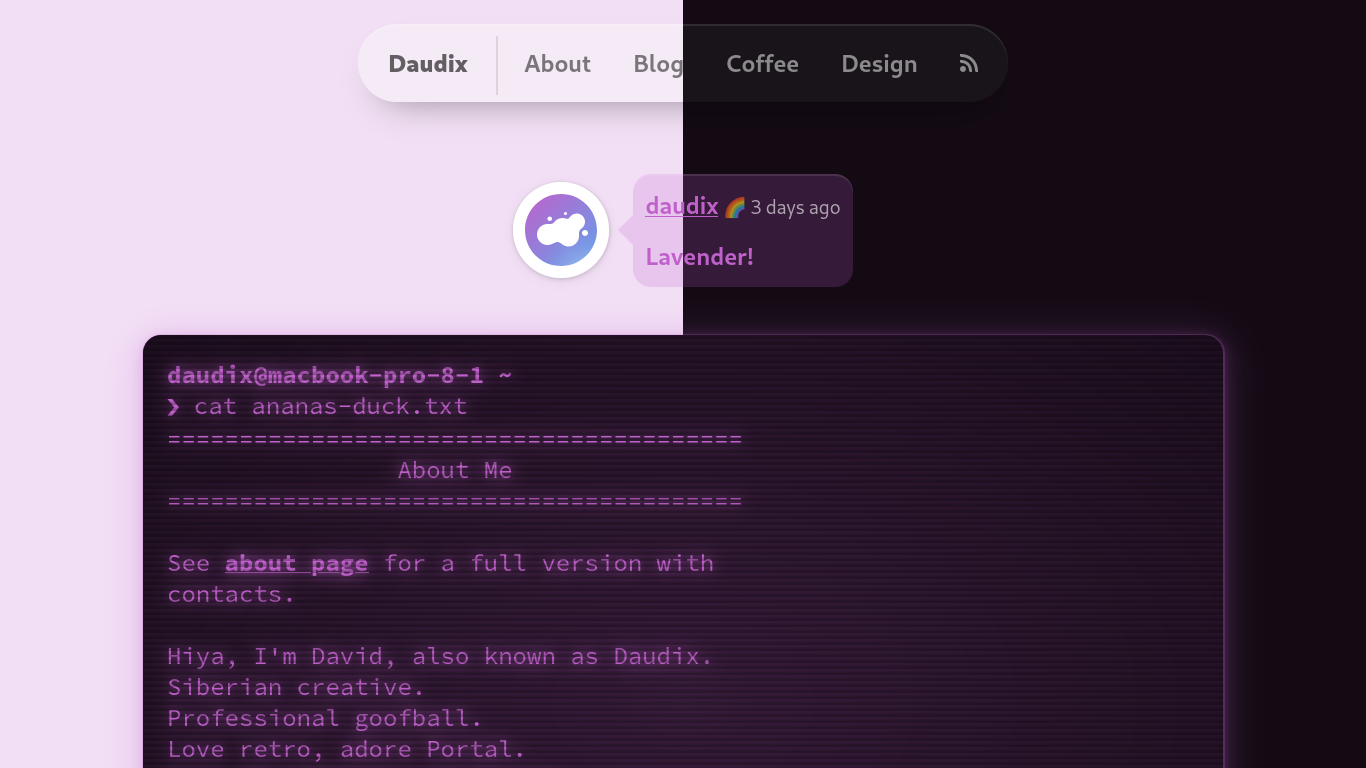 Daudix About Blog Coffee Design
daudix 🌈 3 days ago
Lavender!
daudix@macbook-pro-8-1 ~
❯ cat ananas-duck.txt
========================================
About Me
========================================
See about page for a full version with
contacts.
Hiya, I'm David, also known as Daudix.
Siberian creative.
Professional goofball.
Love retro, adore Portal.